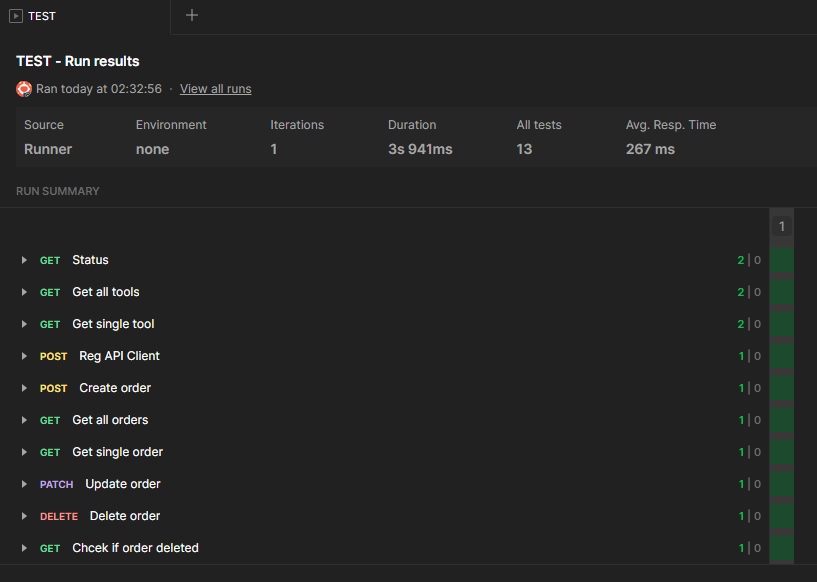 TEST
TEST - Run results
Ran today at 02:32:56 · View all runs
Source Environment Iterations Duration All tests Avg. Resp. Time
Runner none 1 3s 941ms 13 267 ms
RUN SUMMARY
1
GET Status 2 | 0
GET Get all tools 2 | 0
GET Get single tool 2 | 0
POST Reg API Client 1 | 0
POST Create order 1 | 0
GET Get all orders 1 | 0
GET Get single order 1 | 0
PATCH Update order 1 | 0
DELETE Delete order 1 | 0
GET Chcek if order deleted 1 | 0